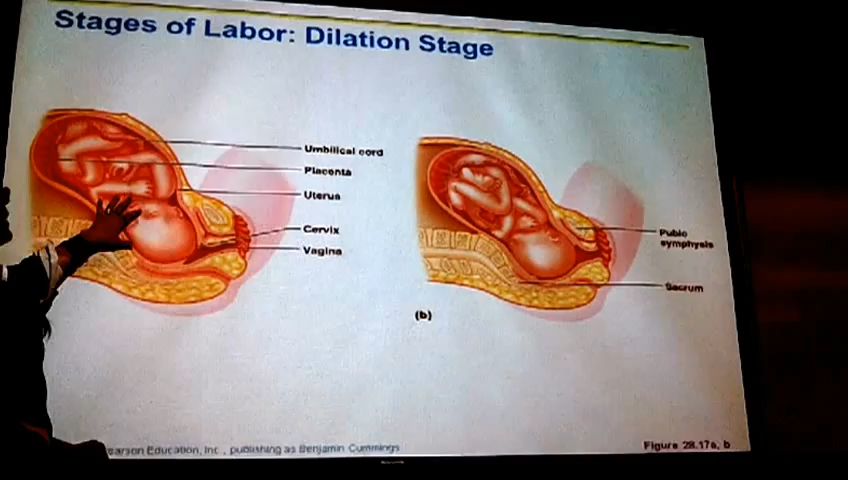 Stages of Labor: Dilation Stage
Umbilical cord
Placenta
Uterus
Cervix
Vagina
Pubic
symphysis
Sacrum
(b)
earson Education, Inc., publishing as Benjamin Cummings
Figure 28.17a, b